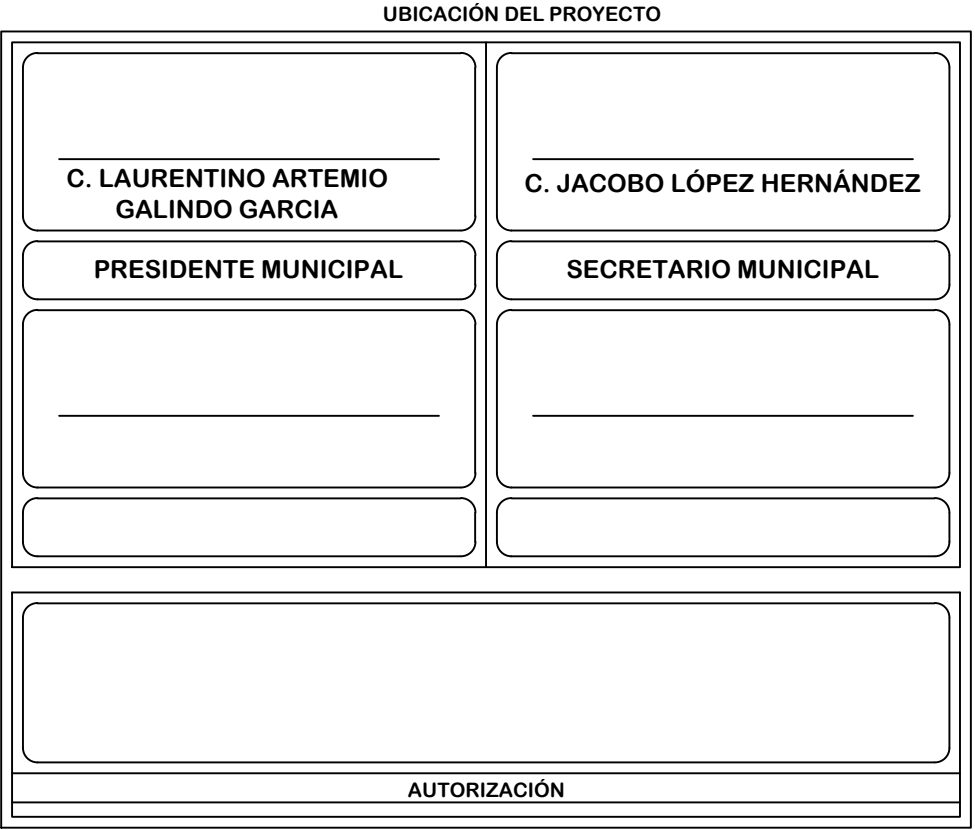 UBICACIÓN DEL PROYECTO
C. LAURENTINO ARTEMIO
GALINDO GARCIA
C. JACOBO LÓPEZ HERNÁNDEZ
PRESIDENTE MUNICIPAL
SECRETARIO MUNICIPAL
AUTORIZACIÓN